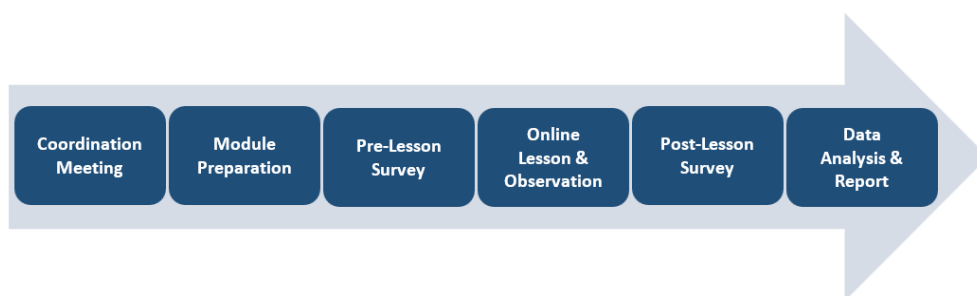 Coordination
Meeting
Module
Preparation
Pre-Lesson
Survey
Online
Lesson &
Observation
Post-Lesson
Survey
Data
Analysis &
Report